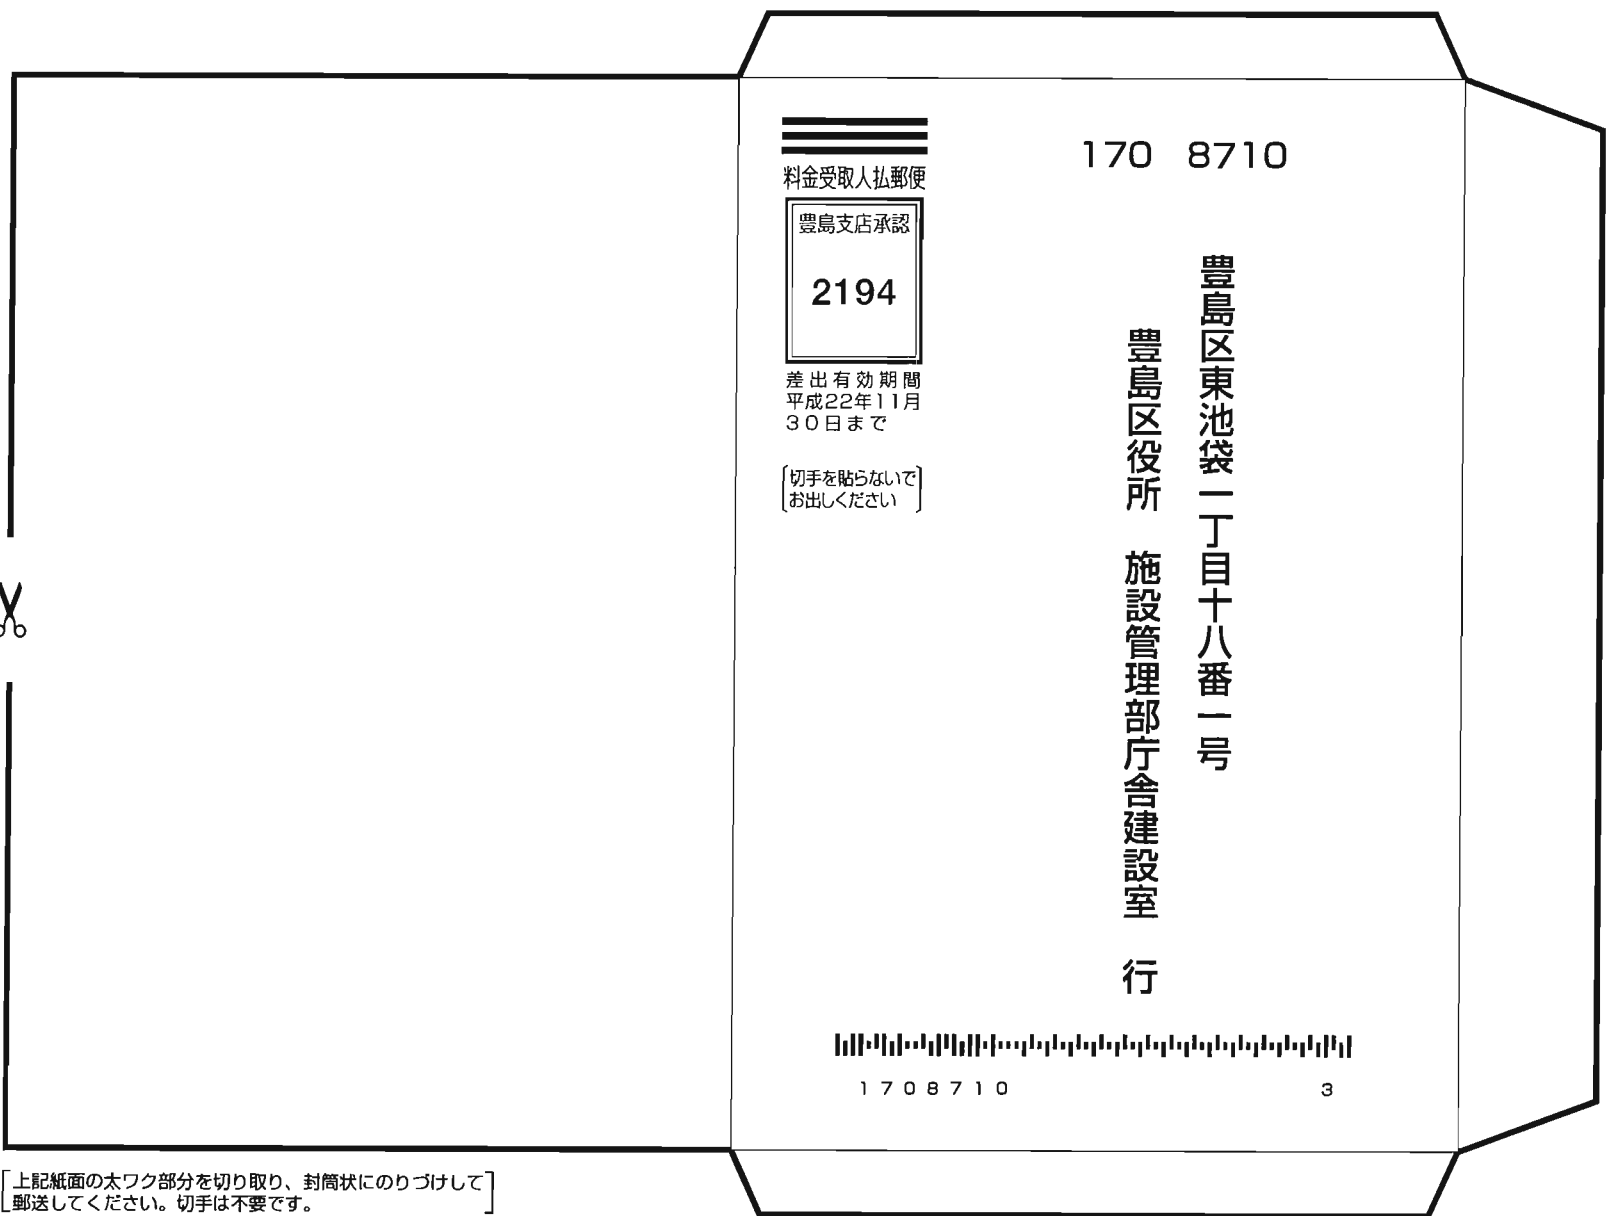 料金受取人払郵便
豊島支店承認
2194
差出有効期間
平成22年11月
30日まで
切手を貼らないで
お出しください
170 8710
豊島区東池袋一丁目十八番一号
豊島区役所 施設管理部庁舎建設室 行
1708710 3
上記紙面の太ワク部分を切り取り、封筒状にのりづけして
郵送してください。切手は不要です。